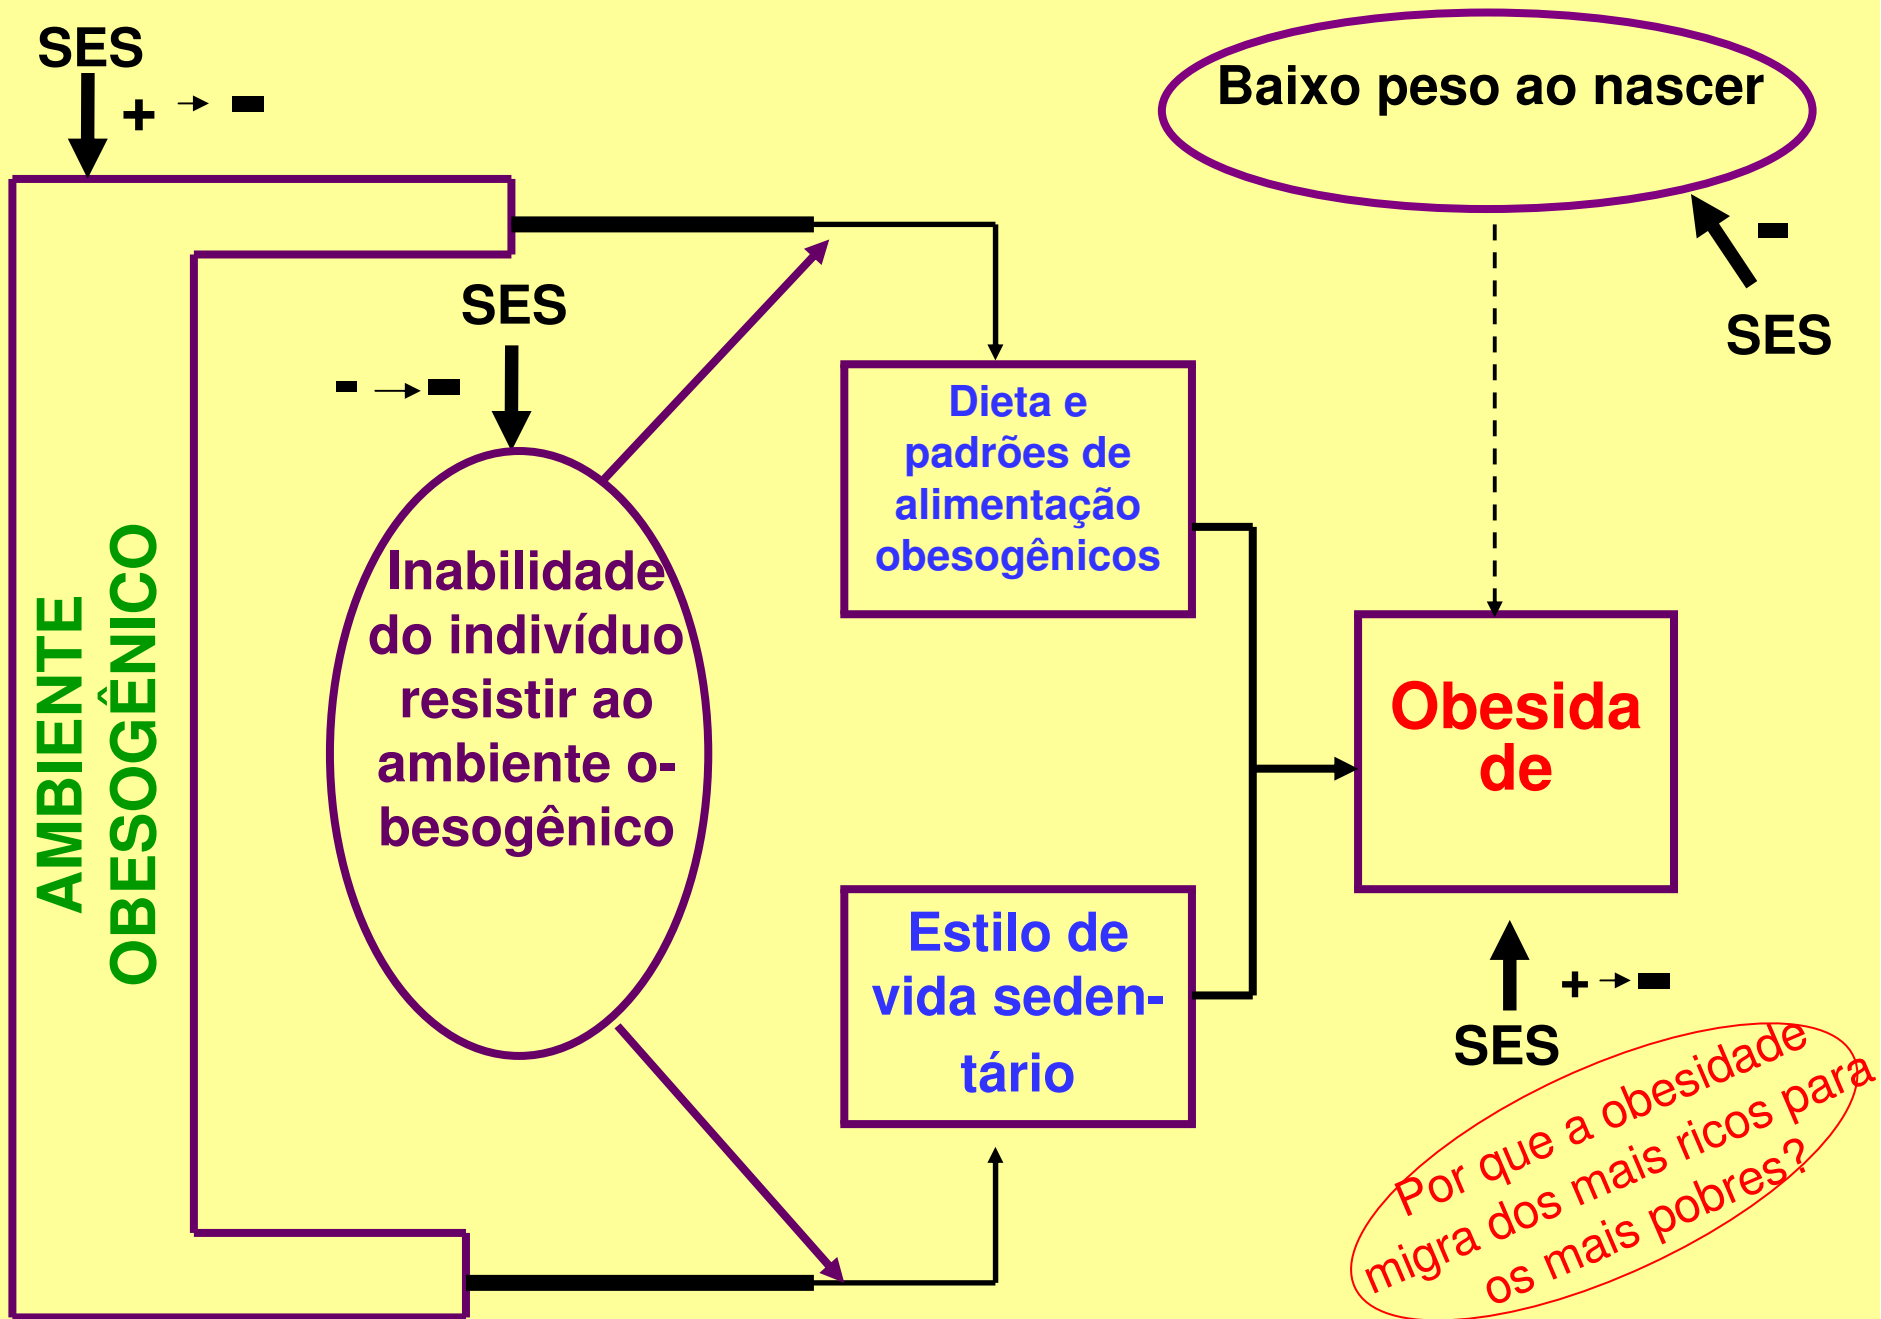 SES
+ → -
Baixo peso ao nascer
-
SES
SES
- → -
AMBIENTE
OBESOGÊNICO
Inabilidade
do indivíduo
resistir ao
ambiente o-
besogênico
Dieta e
padrões de
alimentação
obesogênicos
Estilo de
vida seden-
tário
Obesida
de
+ → -
SES
Por que a obesidade
migra dos mais ricos para
os mais pobres?